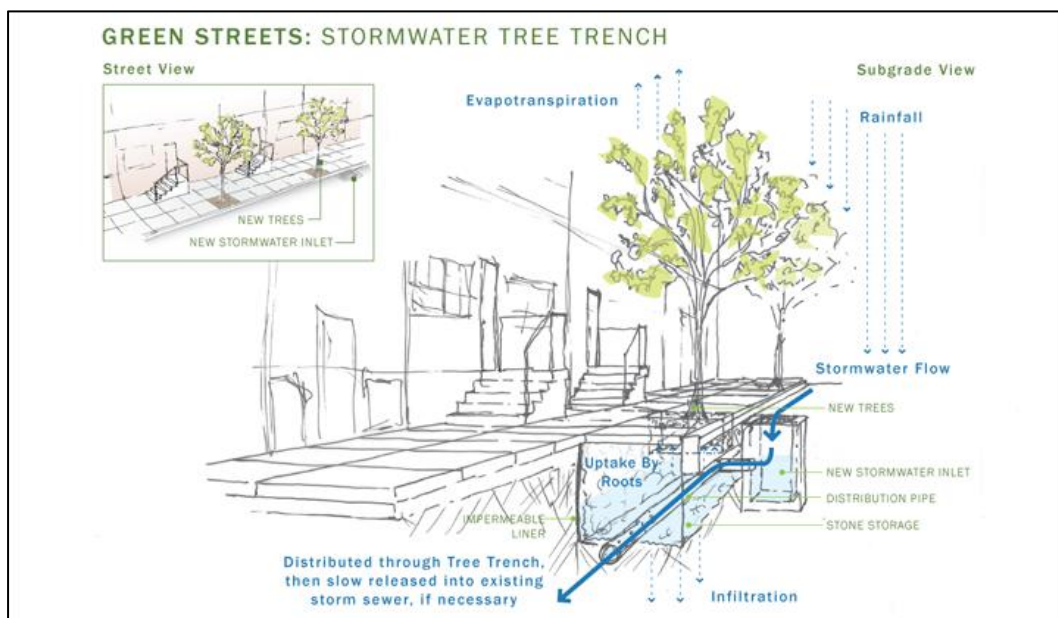 GREEN STREETS: STORMWATER TREE TRENCH
Street View
NEW TREES
NEW STORMWATER INLET
Evapotranspiration
Subgrade View
Rainfall
Stormwater Flow
NEW TREES
Uptake By
Roots
NEW STORMWATER INLET
DISTRIBUTION PIPE
IMPERMEABLE
LINER
STONE STORAGE
Distributed through Tree Trench,
then slow released into existing
storm sewer, if necessary
Infiltration